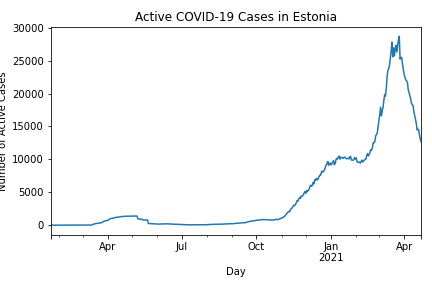 Active COVID-19 Cases in Estonia
Number of Active Cases
30000
25000
20000
15000
10000
5000
0
Apr
Jul
Oct
Jan
2021
Apr
Day